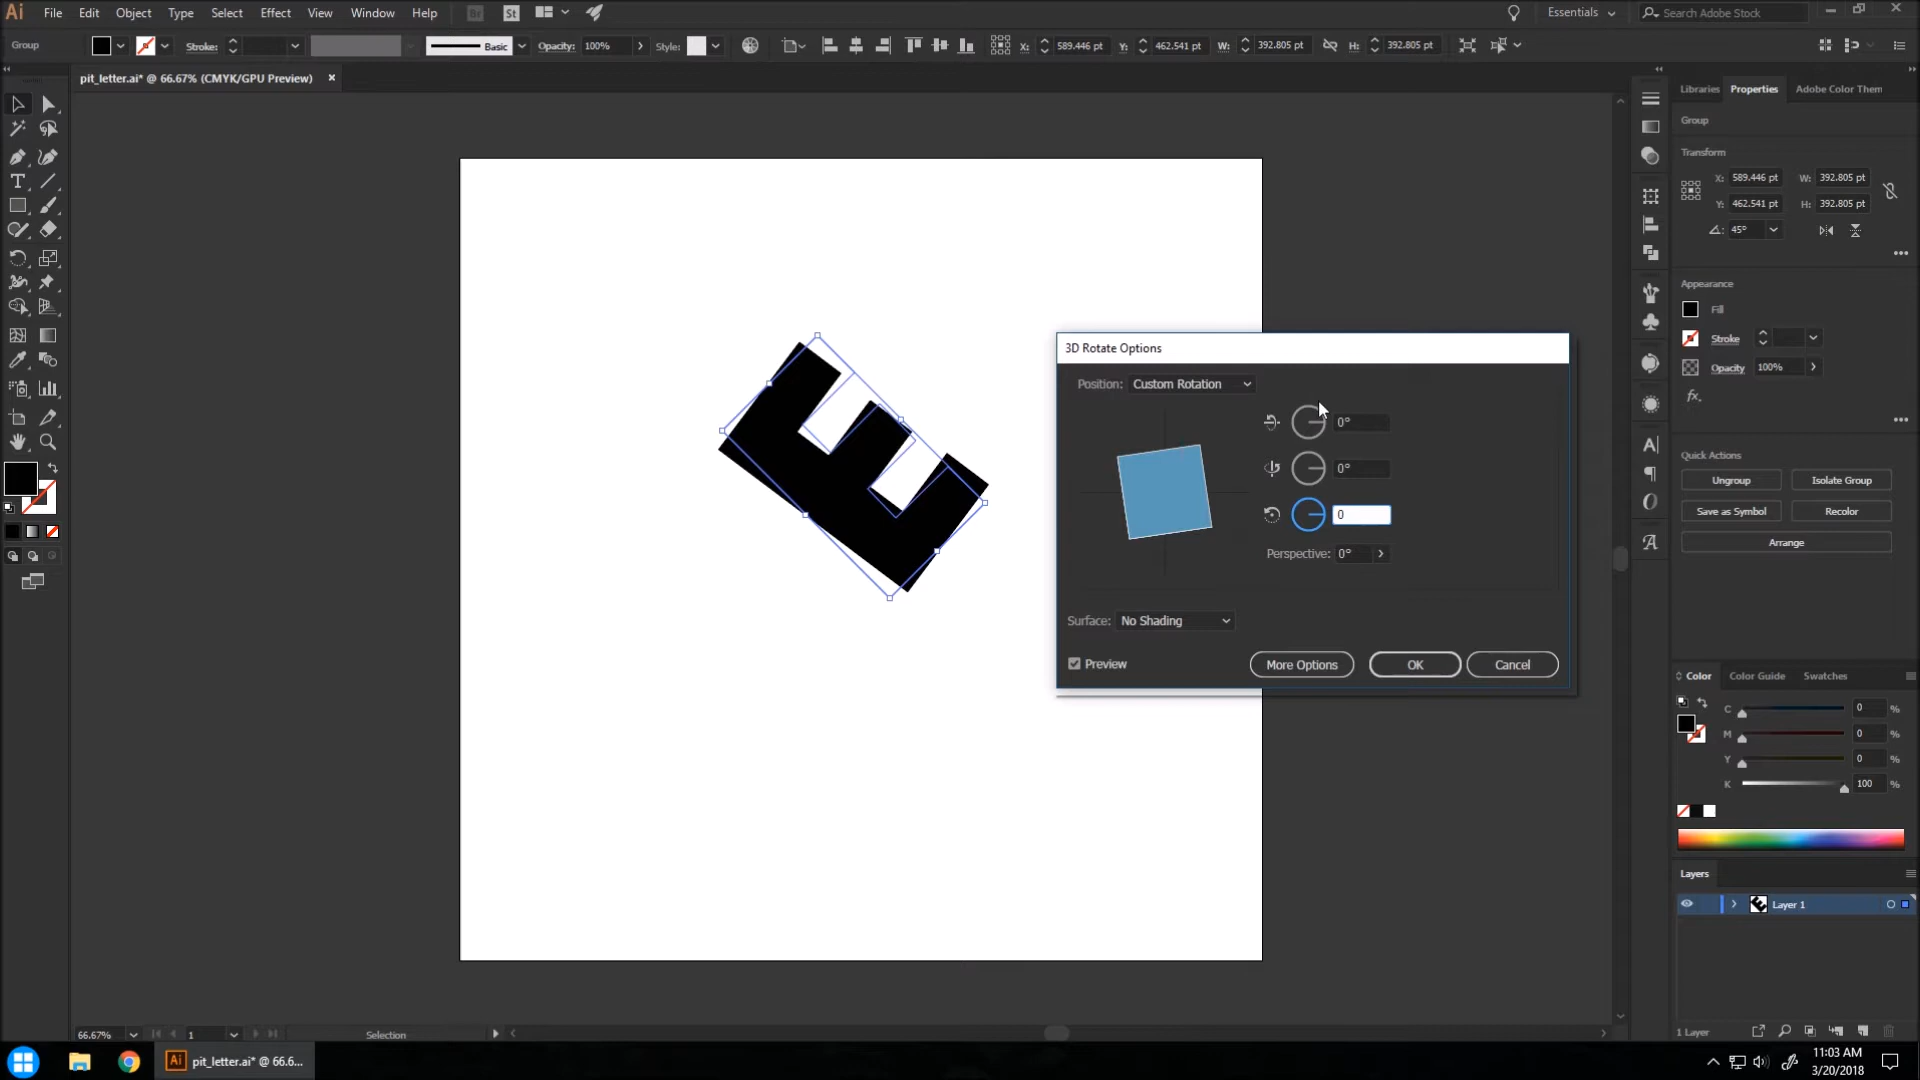 Ai File Edit Object Type Select Effect View Window Help Br St Essentials Search Adobe Stock
Group Stroke: Basic Opacity: 100% Style: X: 589.446 pt Y: 462.541 pt W: 392.805 pt H: 392.805 pt
pit_letter.ai* @ 66.67% (CMYK/GPU Preview) ×
Libraries Properties Adobe Color Them
Group
Transform
X: 589.446 pt W: 392.805 pt
Y: 462.541 pt H: 392.805 pt
45°
Appearance
Fill
Stroke
Opacity 100%
fx.
Quick Actions
Ungroup Isolate Group
Save as Symbol Recolor
Arrange
E
3D Rotate Options
Position: Custom Rotation
0°
0°
0
Perspective: 0°
Surface: No Shading
Preview More Options OK Cancel
Color Color Guide Swatches
C 0 %
M 0 %
Y 0 %
K 100 %
Layers
Layer 1
1 Layer
66.67% 1 Selection
pit_letter.ai* @ 66.6...
11:03 AM
3/20/2018